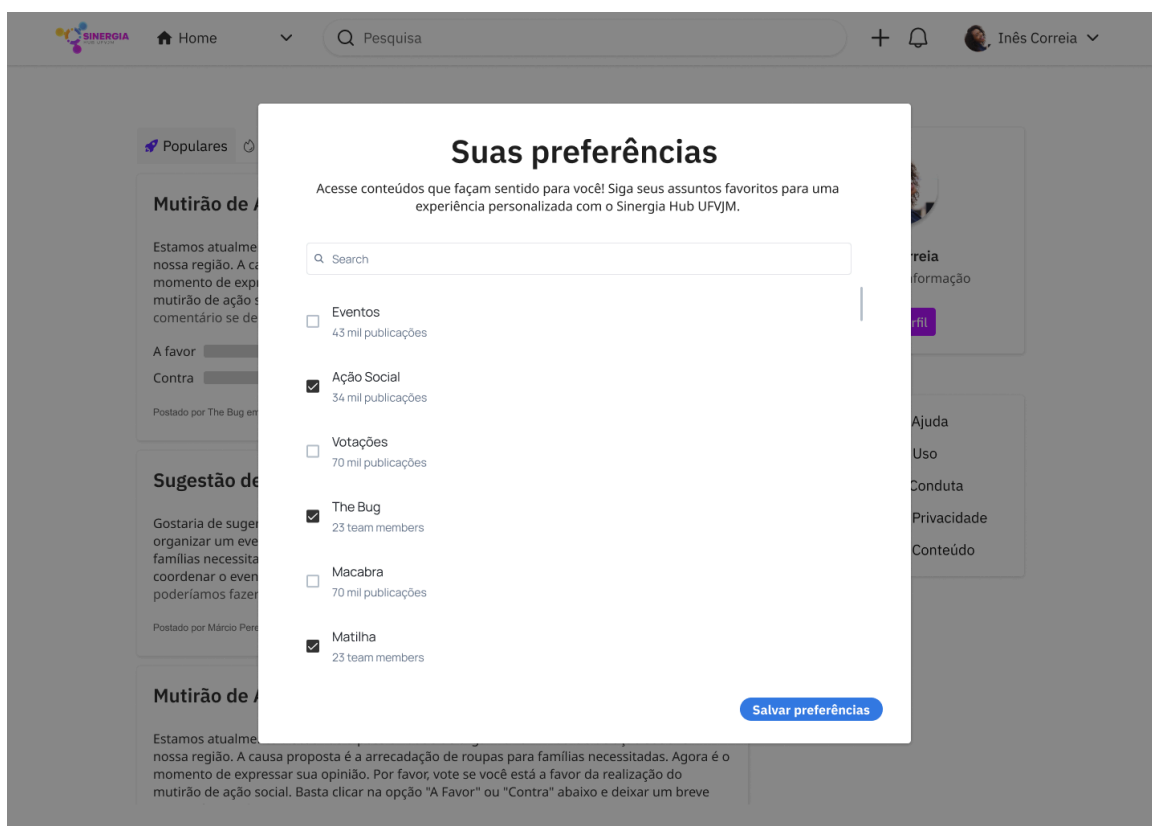 SINERGIA
HUB UFVJM
Home
Pesquisa
Inês Correia
Populares
Suas preferências
Acesse conteúdos que façam sentido para você! Siga seus assuntos favoritos para uma
experiência personalizada com o Sinergia Hub UFVJM.
Search
Eventos
43 mil publicações
Ação Social
34 mil publicações
Votações
70 mil publicações
The Bug
23 team members
Macabra
70 mil publicações
Matilha
23 team members
Salvar preferências
Mutirão de A
Estamos atualme
nossa região. A ca
momento de expr
mutirão de ação s
comentário se de
A favor
Contra
Postado por The Bug em
Sugestão de
Gostaria de suger
organizar um eve
famílias necessita
coordenar o even
poderíamos fazer
Postado por Márcio Pere
Mutirão de A
Estamos atualme
nossa região. A causa proposta é a arrecadação de roupas para famílias necessitadas. Agora é o
momento de expressar sua opinião. Por favor, vote se você está a favor da realização do
mutirão de ação social. Basta clicar na opção "A Favor" ou "Contra" abaixo e deixar um breve
rreia
formação
rfil
Ajuda
Uso
Conduta
Privacidade
Conteúdo